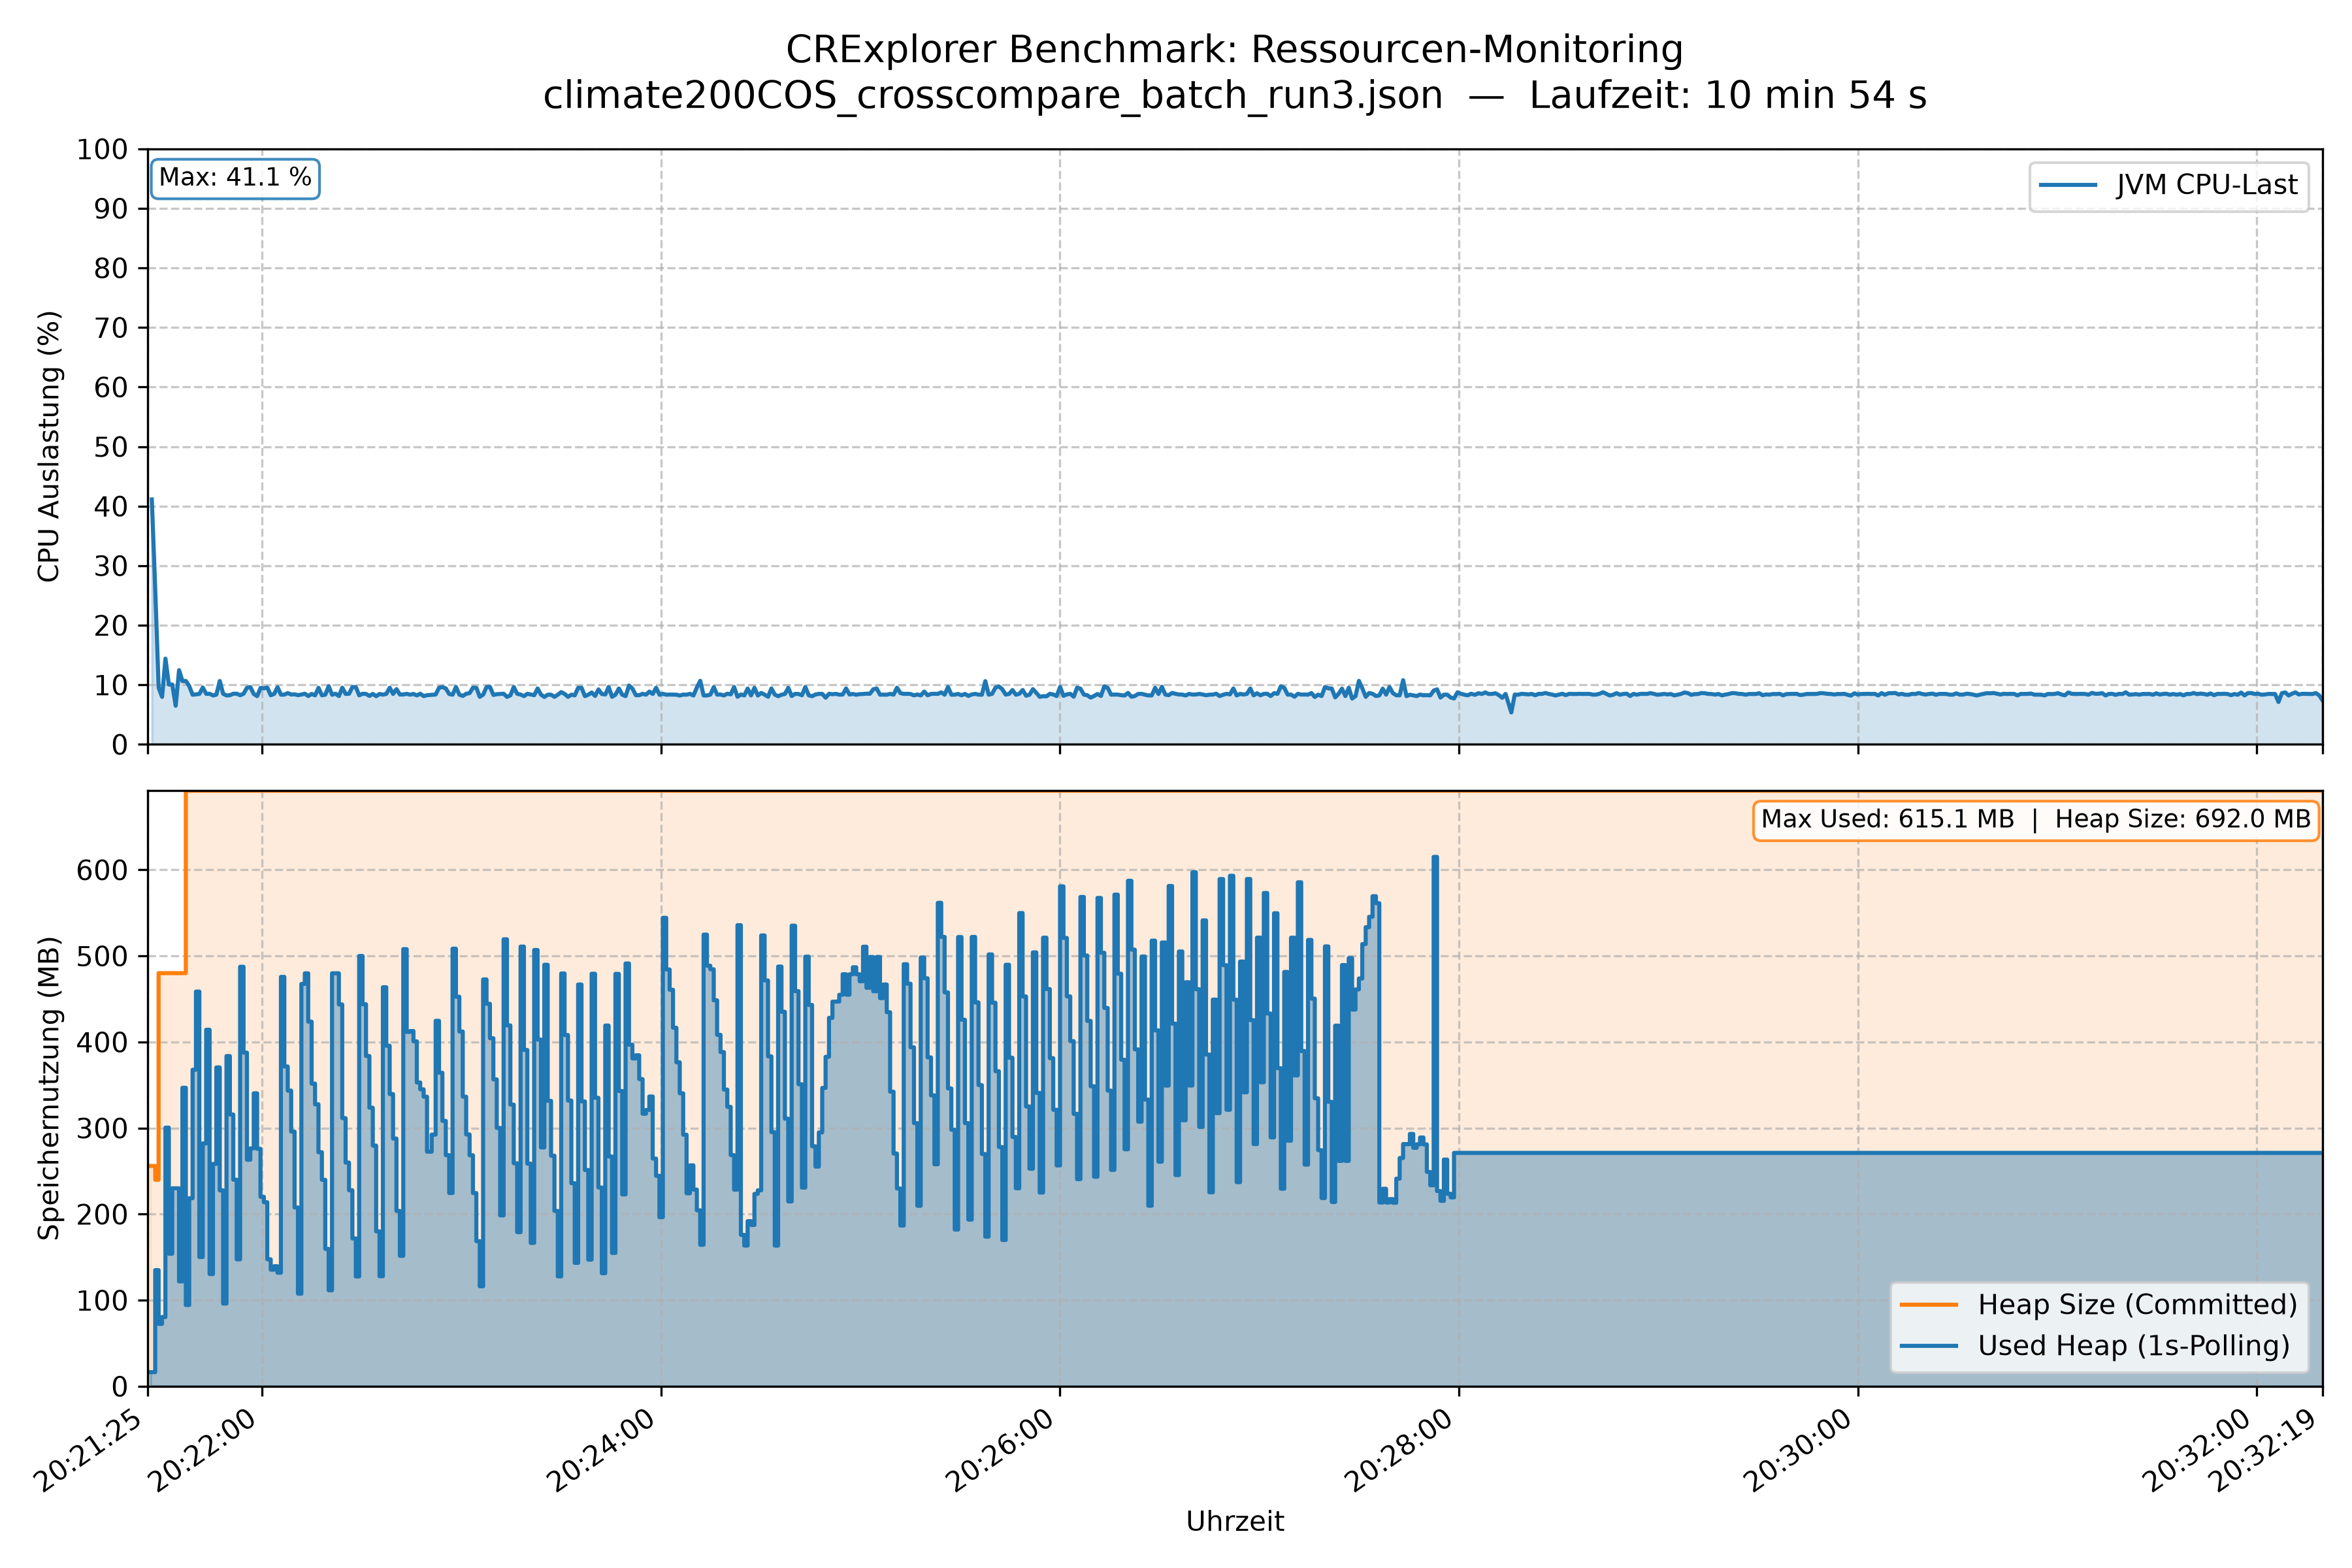 CRExplorer Benchmark: Ressourcen-Monitoring
climate200COS_crosscompare_batch_run3.json — Laufzeit: 10 min 54 s
CPU Auslastung (%)
100
90
80
70
60
50
40
30
20
10
0
Max: 41.1 %
JVM CPU-Last
Speichernutzung (MB)
600
500
400
300
200
100
0
Max Used: 615.1 MB | Heap Size: 692.0 MB
Heap Size (Committed)
Used Heap (1s-Polling)
20:21:25
20:22:00
20:24:00
20:26:00
20:28:00
20:30:00
20:32:00
20:32:19
Uhrzeit